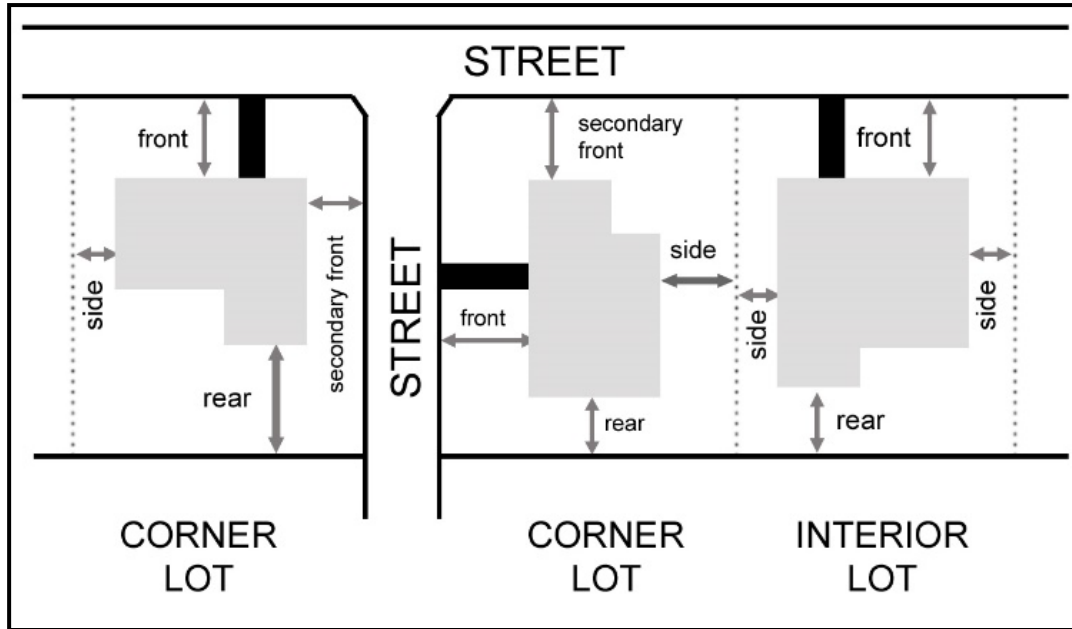 STREET
front
side
rear
secondary front
STREET
secondary
front
front
side
rear
side
front
side
rear
CORNER
LOT
CORNER
LOT
INTERIOR
LOT